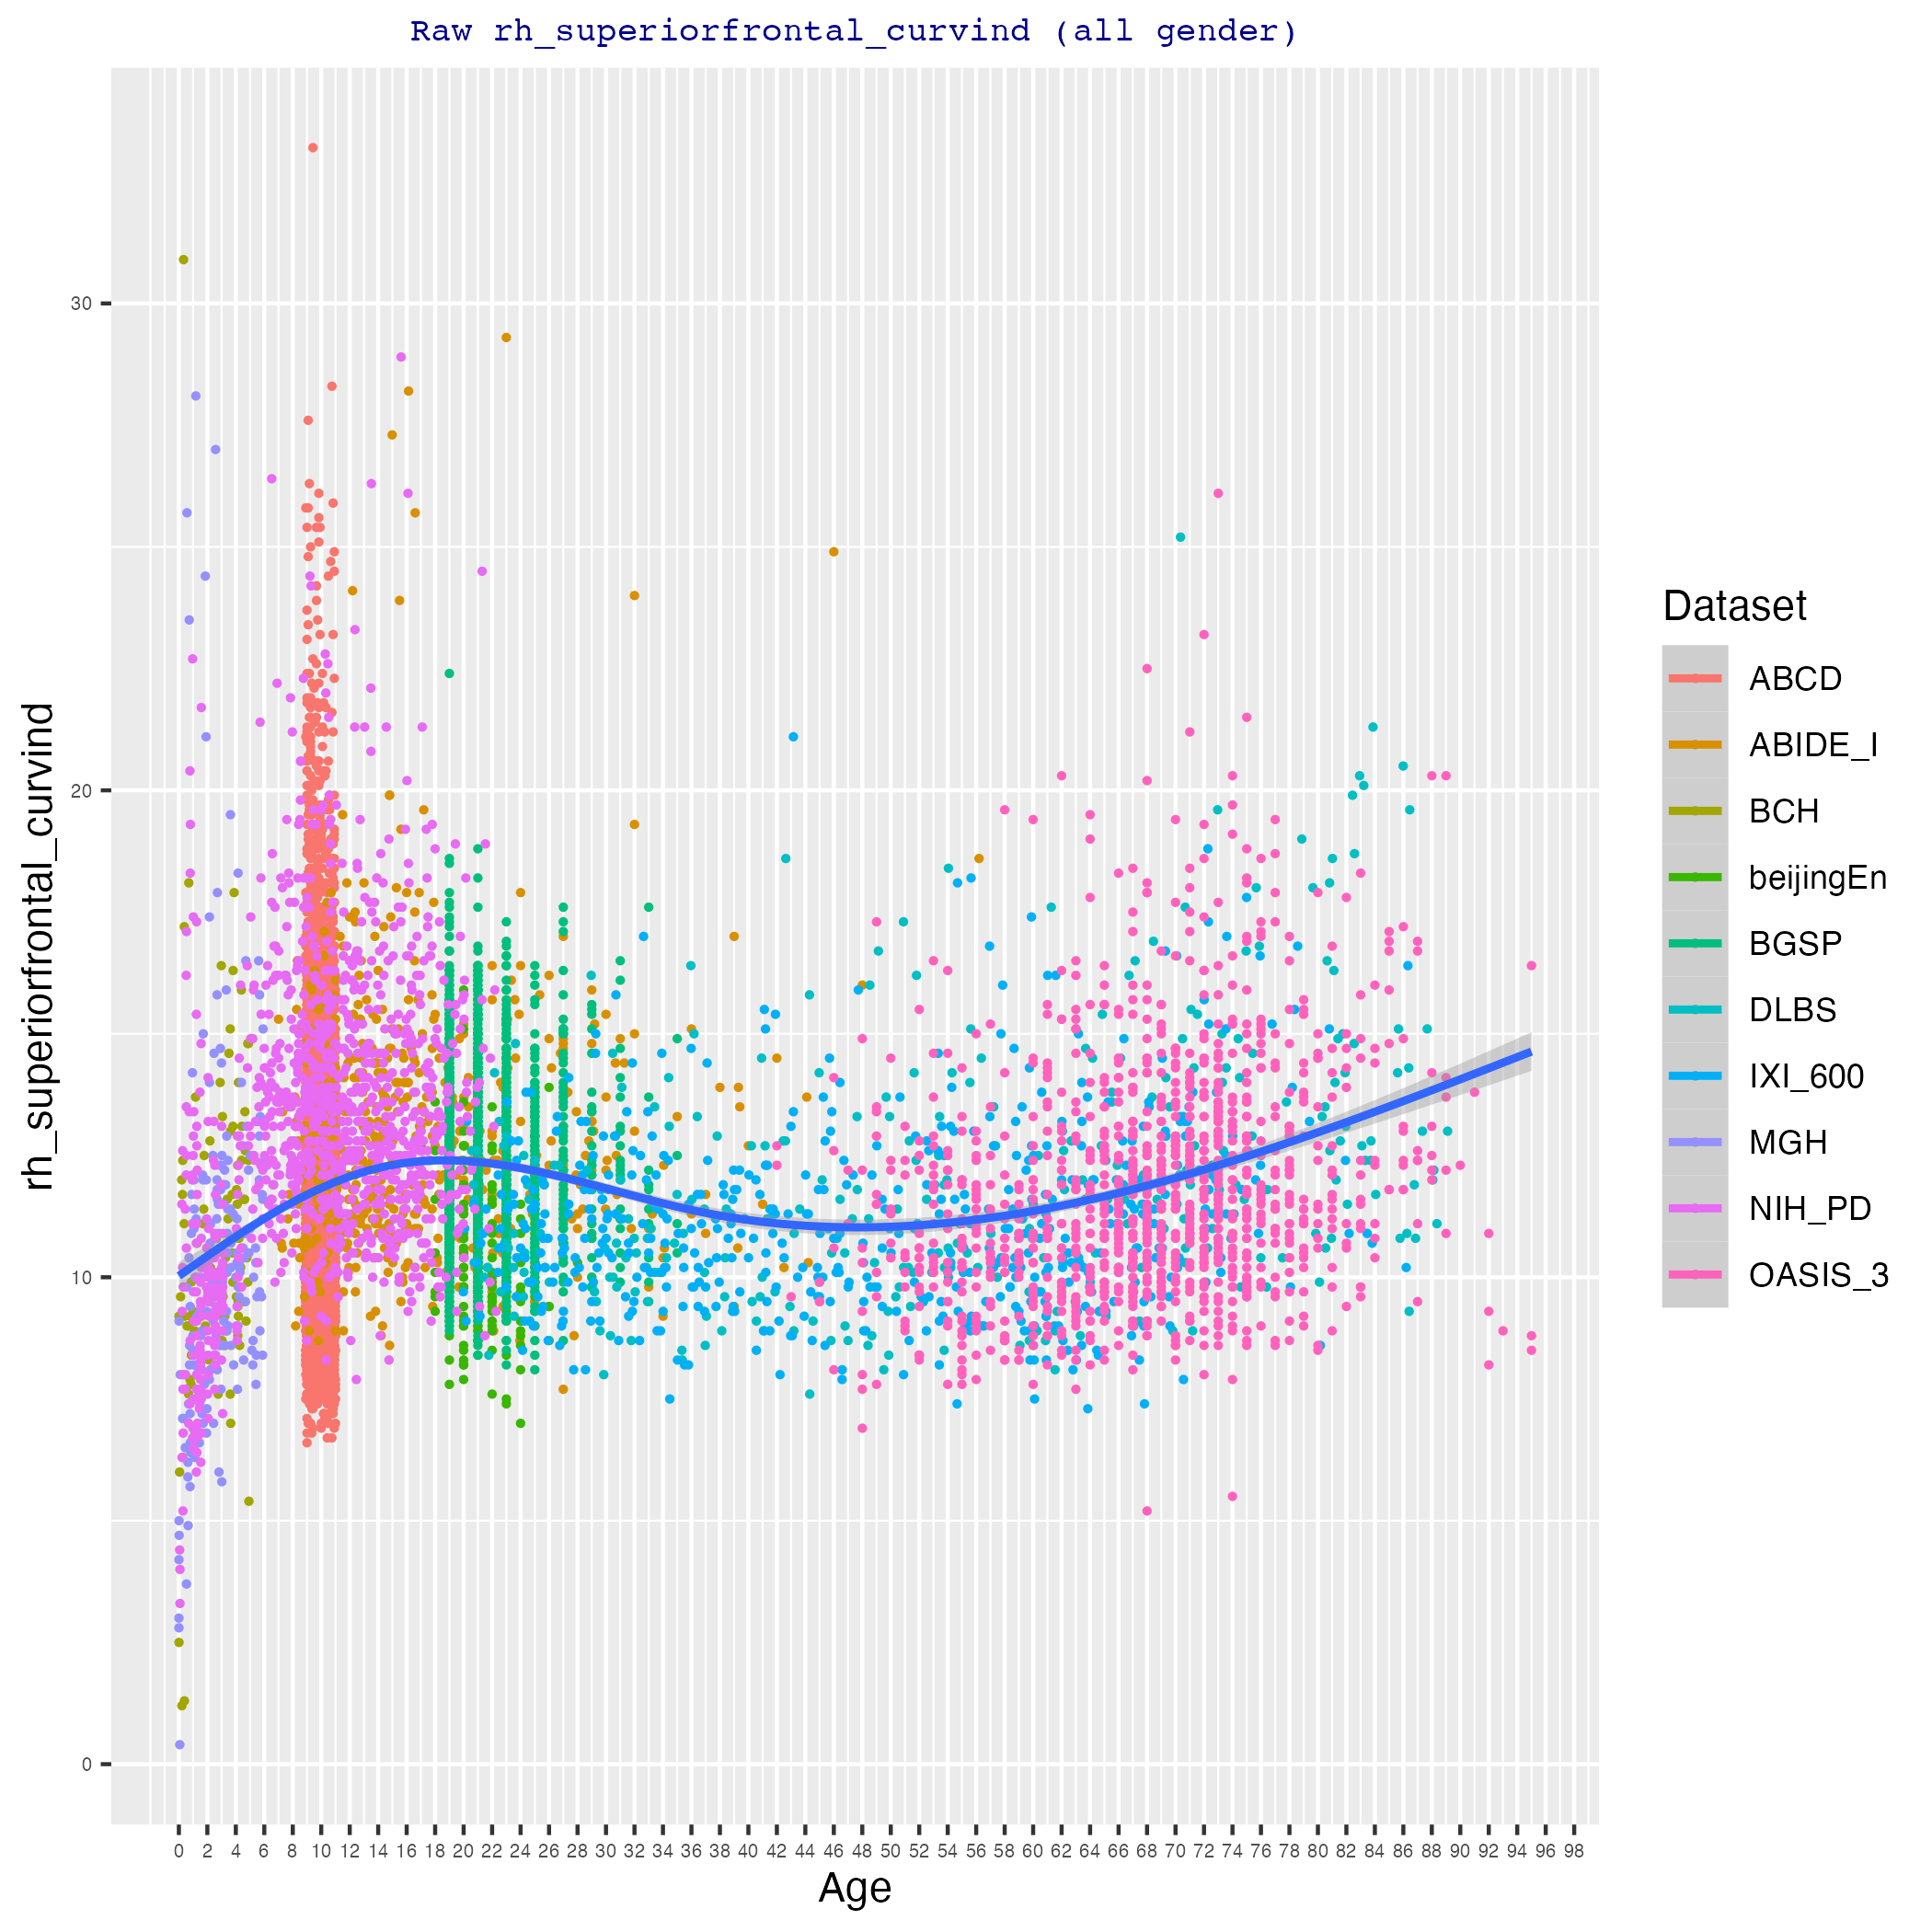 Raw rh_superiorfrontal_curvind (all gender)
rh_superiorfrontal_curvind
30
20
10
0
0 2 4 6 8 10 12 14 16 18 20 22 24 26 28 30 32 34 36 38 40 42 44 46 48 50 52 54 56 58 60 62 64 66 68 70 72 74 76 78 80 82 84 86 88 90 92 94 96 98
Age
Dataset
ABCD
ABIDE_I
BCH
beijingEn
BGSP
DLBS
IXI_600
MGH
NIH_PD
OASIS_3